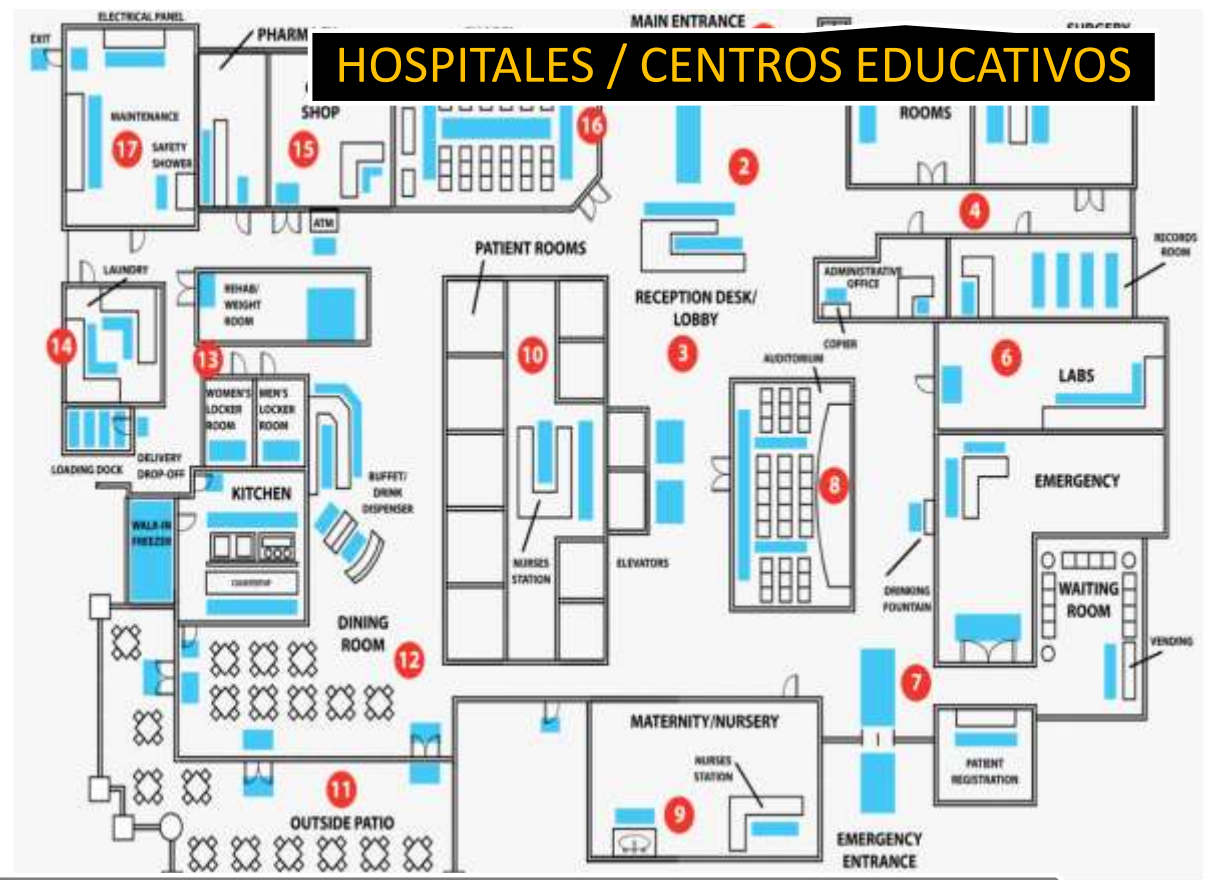 ELECTRICAL PANEL
MAIN ENTRANCE
EXIT
HOSPITALES / CENTROS EDUCATIVOS
SHOP
ROOMS
MAINTENANCE
16
17
SAFETY
SHOWER
15
2
4
ATM
PATIENT ROOMS
RECORDS
ROOM
LAUNDRY
REHAB/
WEIGHT
ROOM
ADMINISTRATIVE
OFFICE
RECEPTION DESK/
LOBBY
COPIER
14
13
10
3
AUDITORIUM
6
LABS
WOMEN'S
LOCKER
ROOM
MEN'S
LOCKER
ROOM
LOADING DOCK
DELIVERY
DROP-OFF
KITCHEN
BUFFET/
DRINK
DISPENSER
8
EMERGENCY
WALK-IN
FREEZER
NURSES
STATION
ELEVATORS
COUNTERTOP
DRINKING
FOUNTAIN
WAITING
ROOM
DINING
ROOM
12
VENDING
7
MATERNITY/NURSERY
NURSES
STATION
PATIENT
REGISTRATION
11
OUTSIDE PATIO
9
EMERGENCY
ENTRANCE